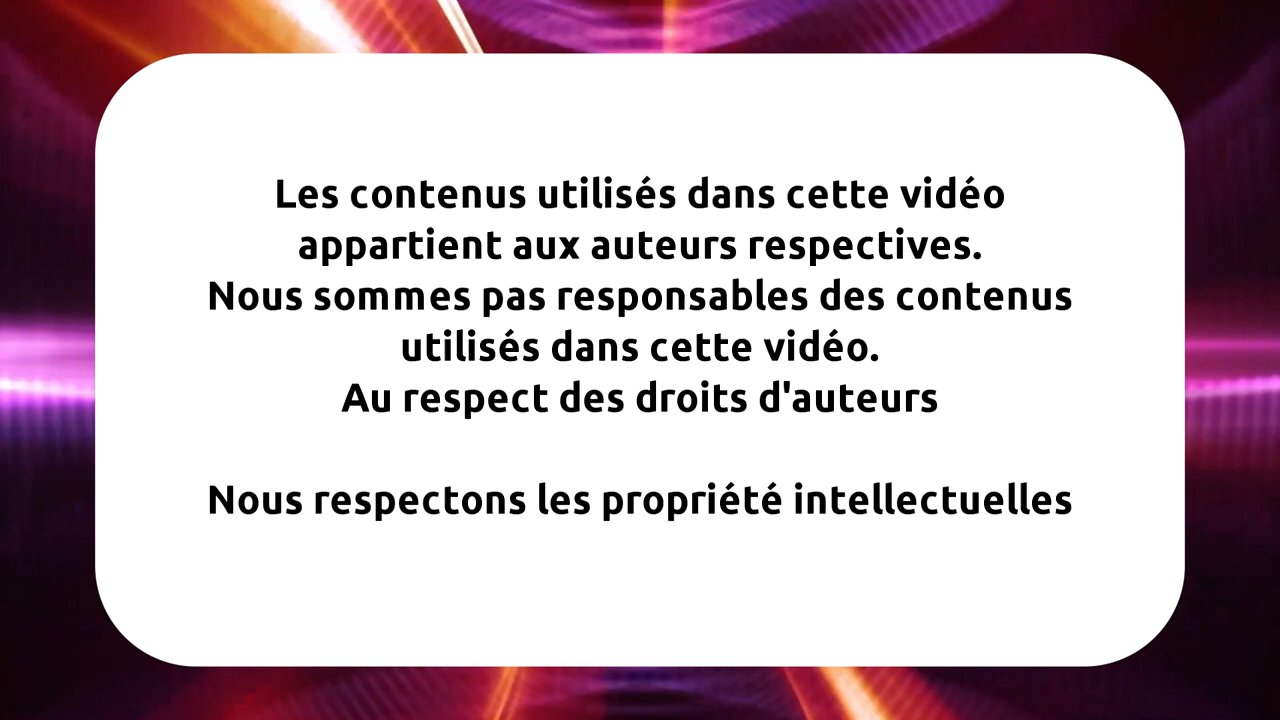 Les contenus utilisés dans cette vidéo
appartient aux auteurs respectives.
Nous sommes pas responsables des contenus
utilisés dans cette vidéo.
Au respect des droits d'auteurs
Nous respectons les propriété intellectuelles